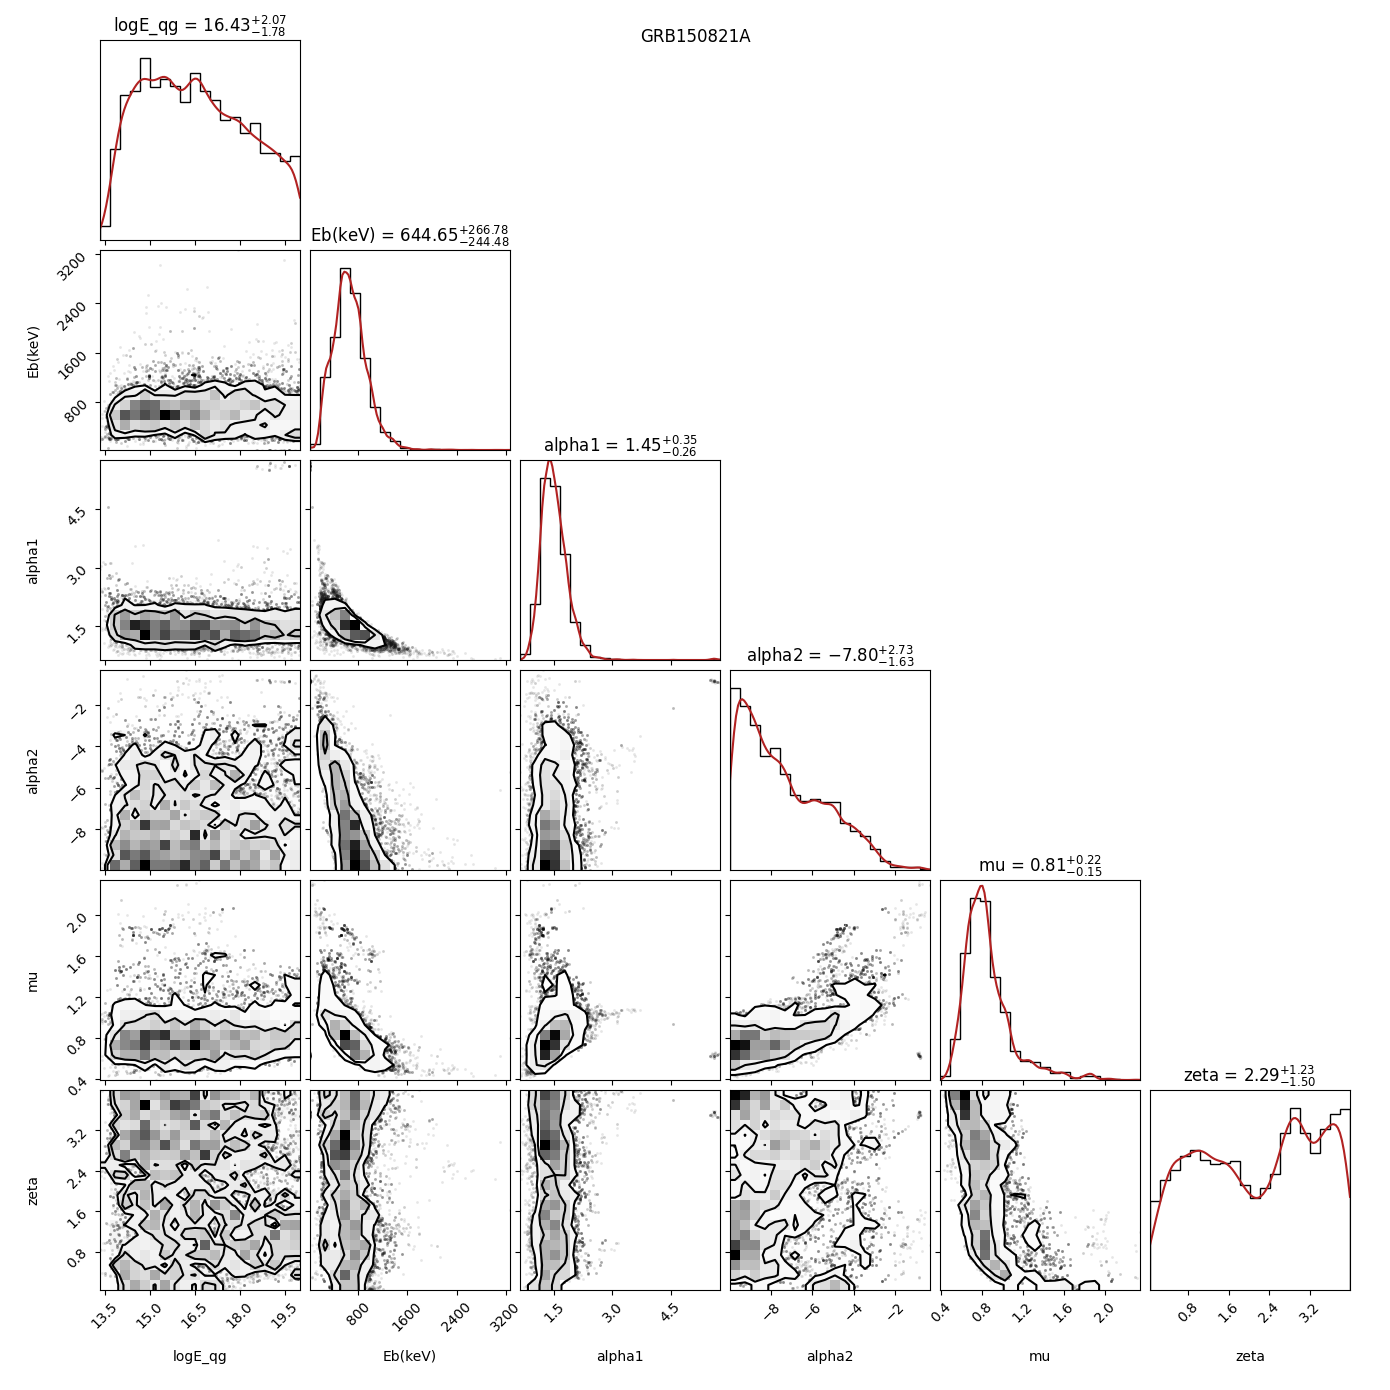 GRB150821A
logE_qg = 16.43+2.07 −1.78
Eb(keV) = 644.65+266.78 −244.48
3200
2400
1600
800
Eb(keV)
alpha1 = 1.45+0.35 −0.26
4.5
3.0
1.5
alpha1
alpha2 = −7.80+2.73 −1.63
−2
−4
−6
−8
alpha2
mu = 0.81+0.22 −0.15
2.0
1.6
1.2
0.8
0.4
mu
zeta = 2.29+1.23 −1.50
3.2
2.4
1.6
0.8
zeta
13.5 15.0 16.5 18.0 19.5 800 1600 2400 3200 1.5 3.0 4.5 −8 −6 −4 −2 0.4 0.8 1.2 1.6 2.0 0.8 1.6 2.4 3.2
logE_qg Eb(keV) alpha1 alpha2 mu zeta